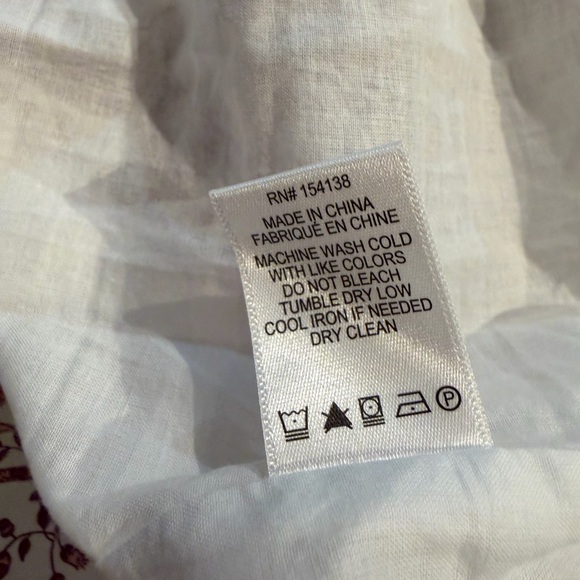 RN# 154138
MADE IN CHINA
FABRIQUÉ EN CHINE
MACHINE WASH COLD
WITH LIKE COLORS
DO NOT BLEACH
TUMBLE DRY LOW
COOL IRON IF NEEDED
DRY CLEAN
P